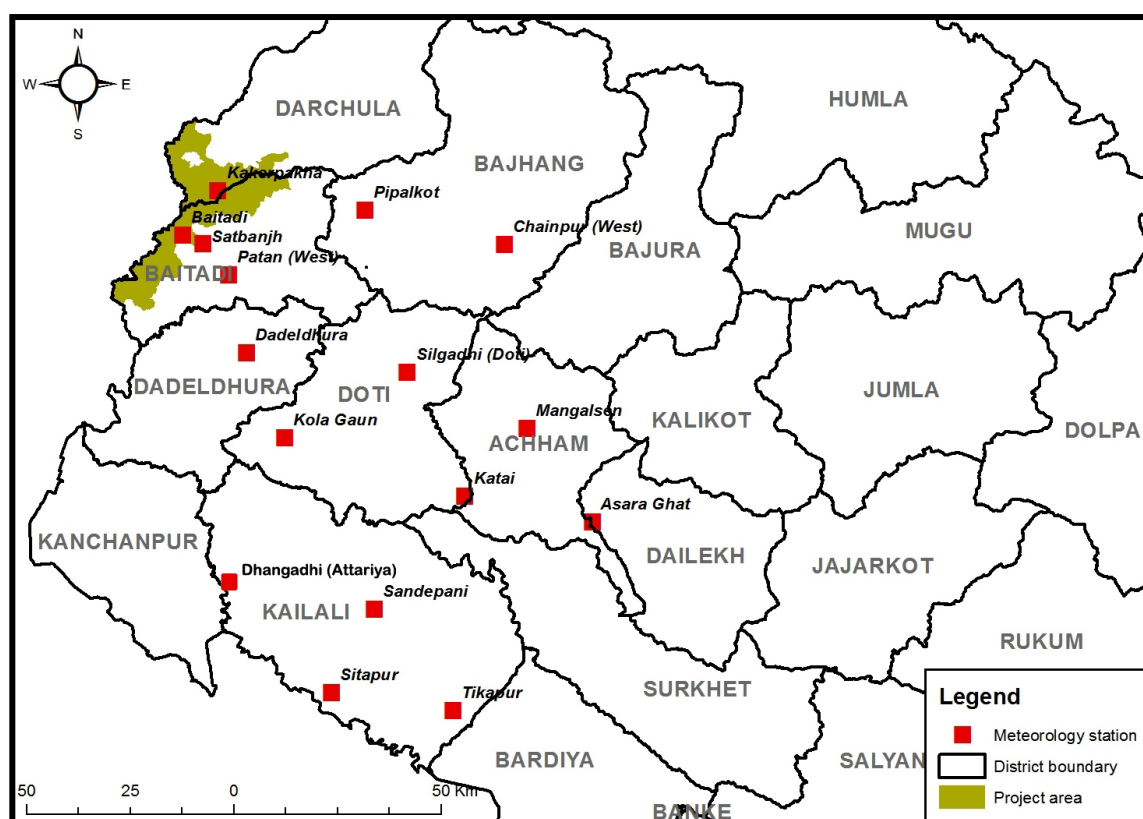 N
W E
S
DARCHULA
HUMLA
BAJHANG
Kakerpakha
Pipalkot
Baitadi
Satbanjh
Chainpur (West)
MUGU
BAJURA
Patan (West)
BAITADI
Dadeldhura
Silgadhi (Doti)
DADELDHURA
DOTI
JUMLA
Kola Gaun
Mangalsen
KALIKOT
ACHHAM
DOLPA
Katai
Asara Ghat
KANCHANPUR
DAILEKH
JAJARKOT
Dhangadhi (Attariya)
Sandepani
KAILALI
RUKUM
Sitapur
SURKHET
Tikapur
BARDIYA
SALYAN
BANKE
Legend
Meteorology station
District boundary
Project area
50 25 0 50 Km